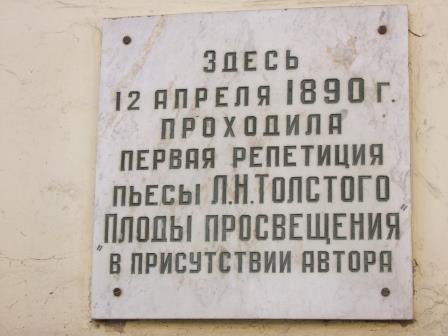 Здесь
12 апреля 1890 г.
проходила
первая репетиция
пьесы Л.Н.Толстого
"Плоды просвещения"
в присутствии автора